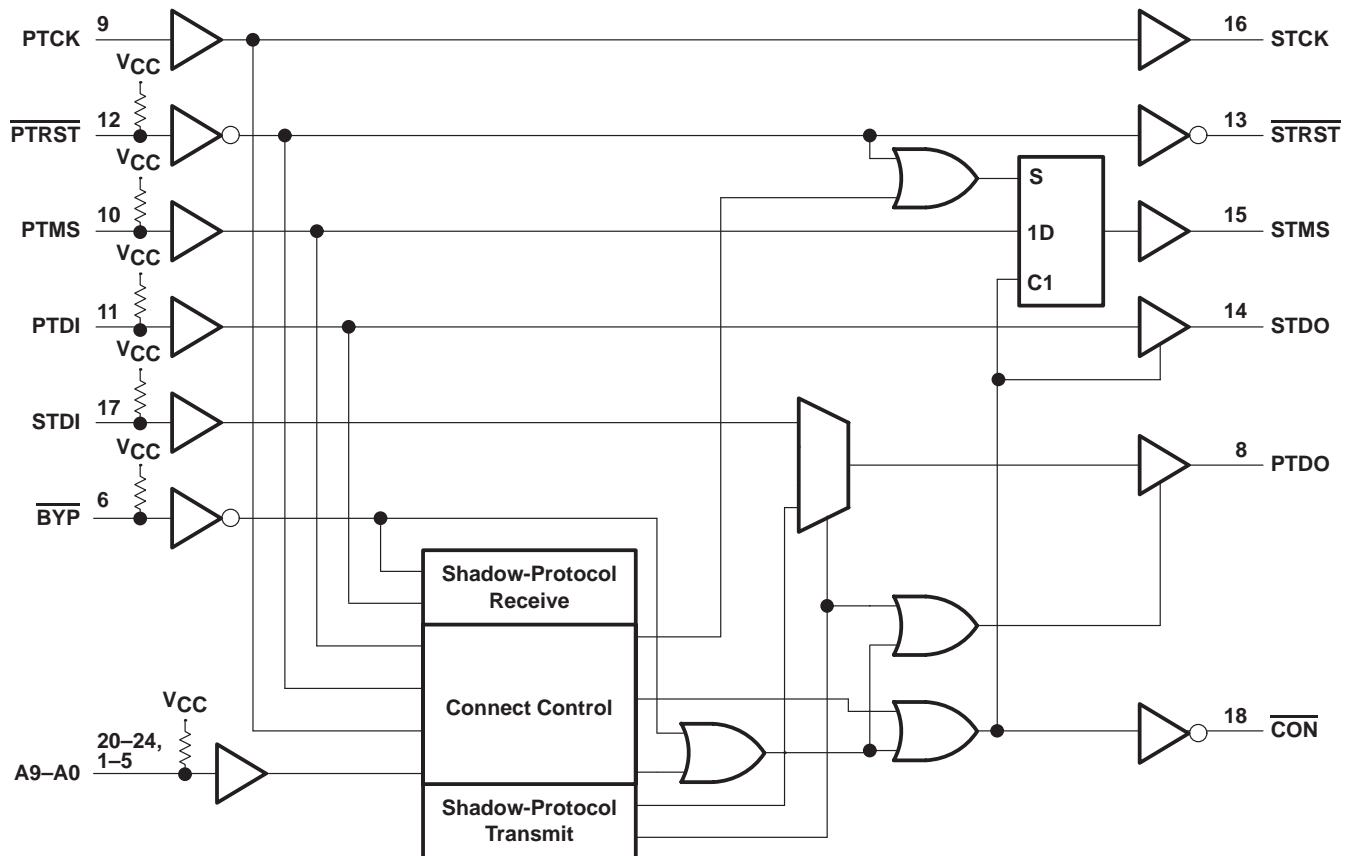 PTCK 9
16 STCK
VCC
PTRST 12
13 STRST
VCC
S
PTMS 10
1D
15 STMS
VCC
C1
PTDI 11
14 STDO
VCC
STDI 17
VCC
8 PTDO
BYP 6
Shadow-Protocol
Receive
Connect Control
VCC
20–24,
A9–A0 1–5
18 CON
Shadow-Protocol
Transmit